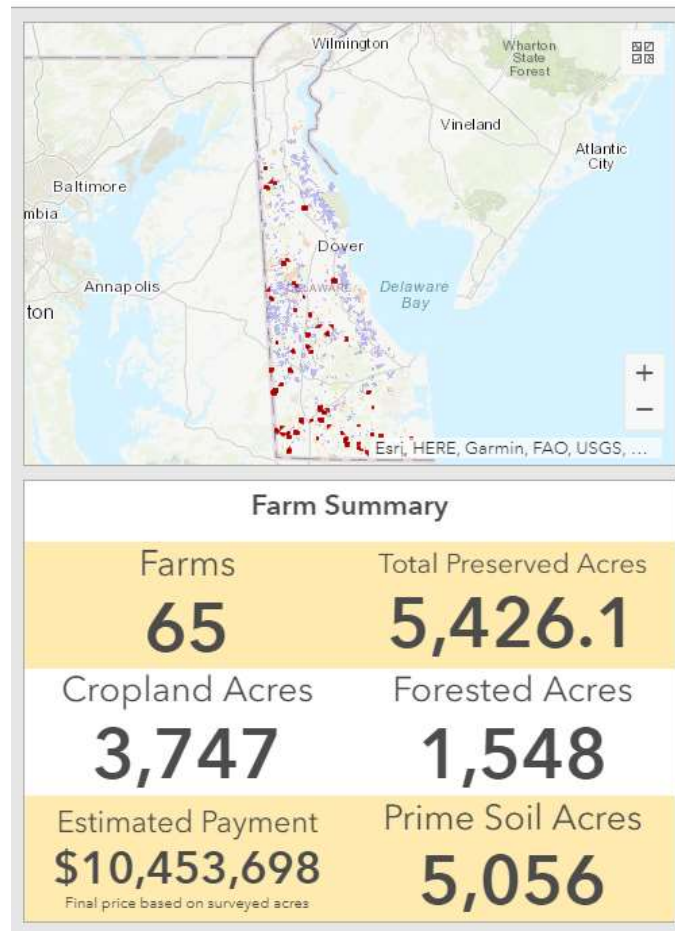 Wilmington
Wharton
State
Forest
Vineland
Atlantic
City
Baltimore
mbia
Dover
Annapolis
DELAWARE
Delaware
Bay
ton
+
−
Esri, HERE, Garmin, FAO, USGS, ...
Farm Summary
Farms
Total Preserved Acres
65
5,426.1
Cropland Acres
Forested Acres
3,747
1,548
Estimated Payment
Prime Soil Acres
$10,453,698
5,056
Final price based on surveyed acres